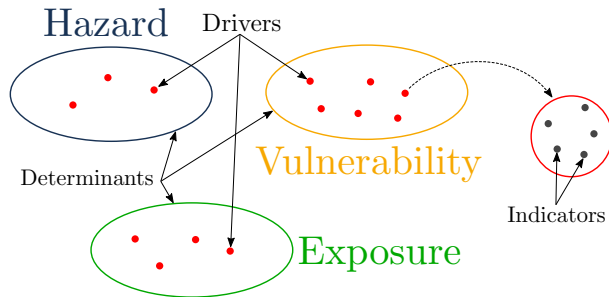 Hazard
Drivers
Vulnerability
Determinants
Indicators
Exposure